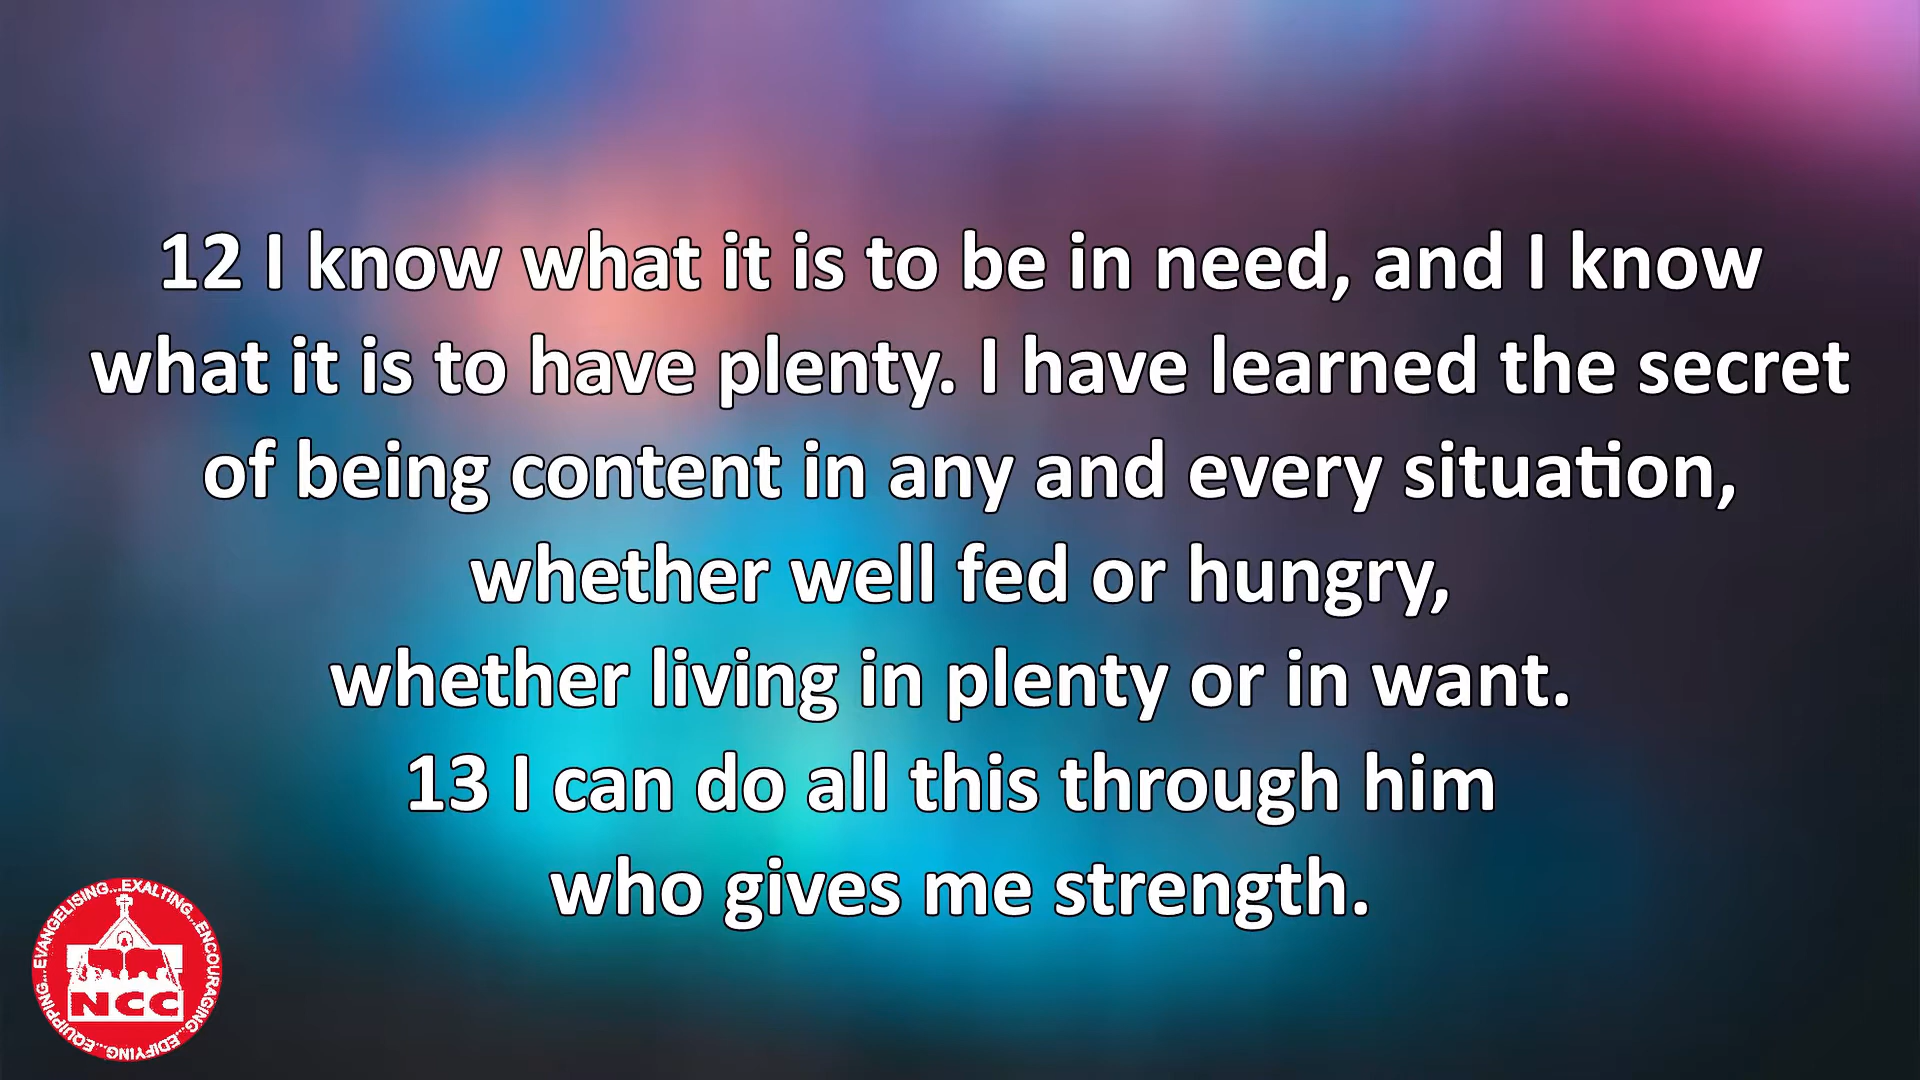 12 I know what it is to be in need, and I know
what it is to have plenty. I have learned the secret
of being content in any and every situation,
whether well fed or hungry,
whether living in plenty or in want.
13 I can do all this through him
who gives me strength.
EVANGELISING...EXALTING...ENCOURAGING...EDIFYING...EQUIPPING...
NCC